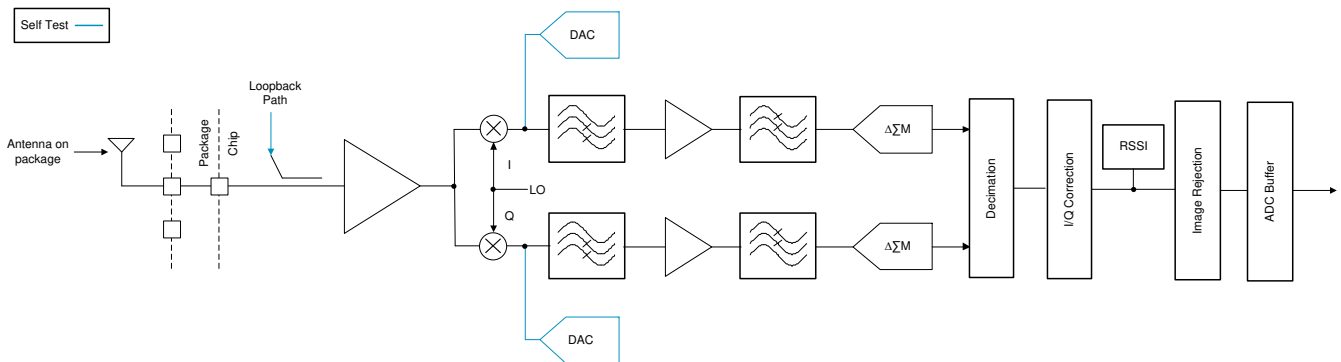 Self Test
DAC
Loopback
Path
Antenna on
package
Package
Chip
I
LO
Q
ΔΣM
ΔΣM
Decimation
I/Q Correction
RSSI
Image Rejection
ADC Buffer
DAC